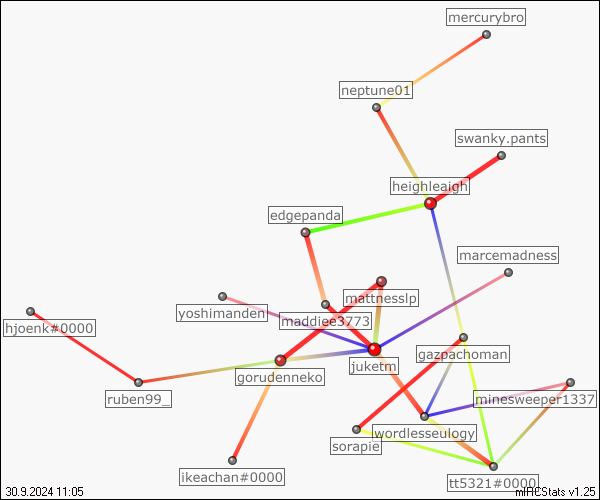 mercurybro
neptune01
swanky.pants
heighleaigh
edgepanda
marcemadness
mattnesslp
yoshimanden
maddiee3773
hjoenk#0000
gazpachoman
juketm
gorudenneko
ruben99_
minesweeper1337
wordlesseulogy
sorapie
ikeachan#0000
tt5321#0000
30.9.2024 11:05
mIRCStats v1.25